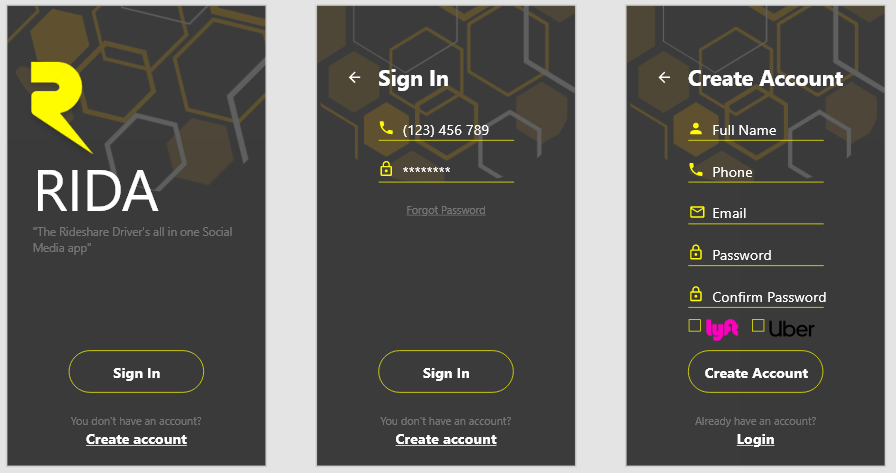 RIDA
"The Rideshare Driver's all in one Social
Media app"
Sign In
You don't have an account?
Create account
Sign In
(123) 456 789
********
Forgot Password
Sign In
You don't have an account?
Create account
Create Account
Full Name
Phone
Email
Password
Confirm Password
lyft Uber
Create Account
Already have an account?
Login